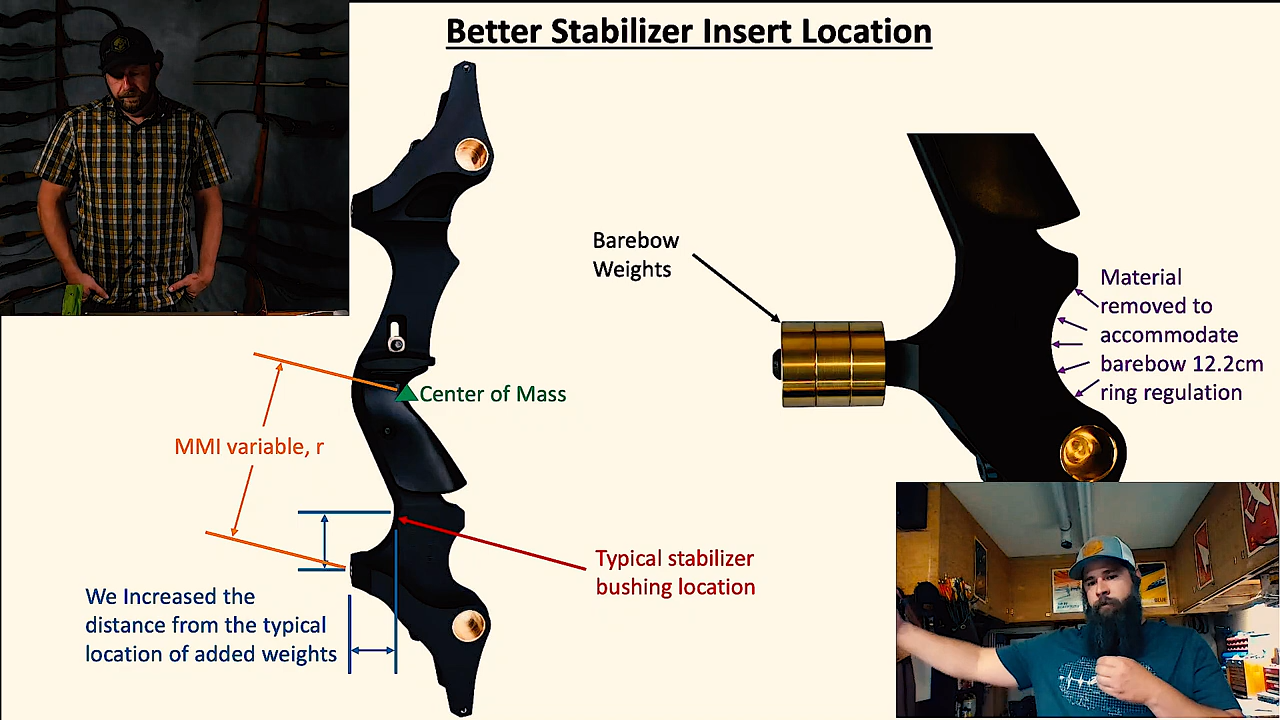 Better Stabilizer Insert Location
Barebow
Weights
Material
removed to
accommodate
barebow 12.2cm
ring regulation
Center of Mass
MMI variable, r
Typical stabilizer
bushing location
We Increased the
distance from the typical
location of added weights